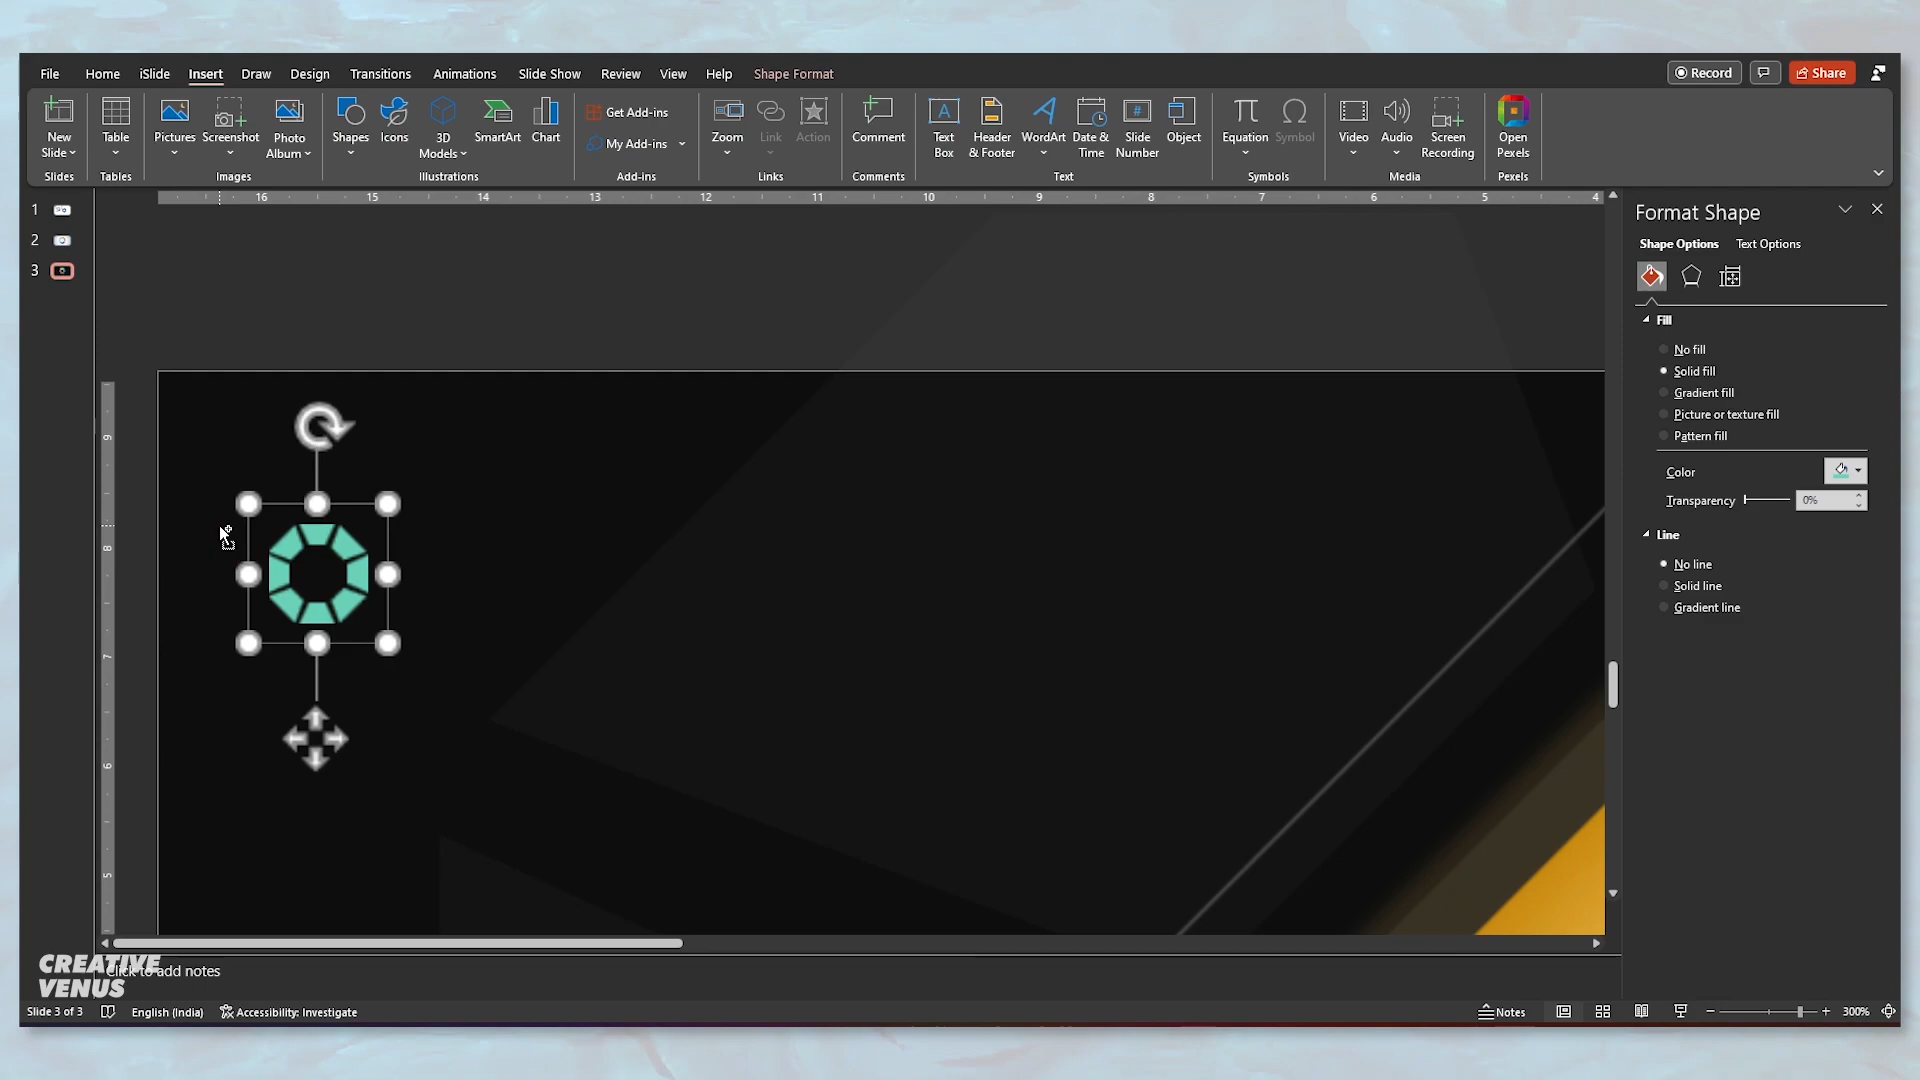 File Home iSlide Insert Draw Design Transitions Animations Slide Show Review View Help Shape Format Record Share
New Slide Table Pictures Screenshot Photo Album Shapes Icons 3D Models SmartArt Chart Get Add-ins My Add-ins Zoom Link Action Comment Text Box Header & Footer WordArt Date & Time Slide Number Object Equation Symbol Video Audio Screen Recording Open Pexels
Slides Tables Images Illustrations Add-ins Links Comments Text Symbols Media Pexels
16 15 14 13 12 11 10 9 8 7 6 5 4
1
2
3
9
8
7
6
5
Format Shape
Shape Options Text Options
Fill
No fill
Solid fill
Gradient fill
Picture or texture fill
Pattern fill
Color
Transparency 0%
Line
No line
Solid line
Gradient line
CREATIVE
VENUS
Click to add notes
Slide 3 of 3 English (India) Accessibility: Investigate Notes 300%